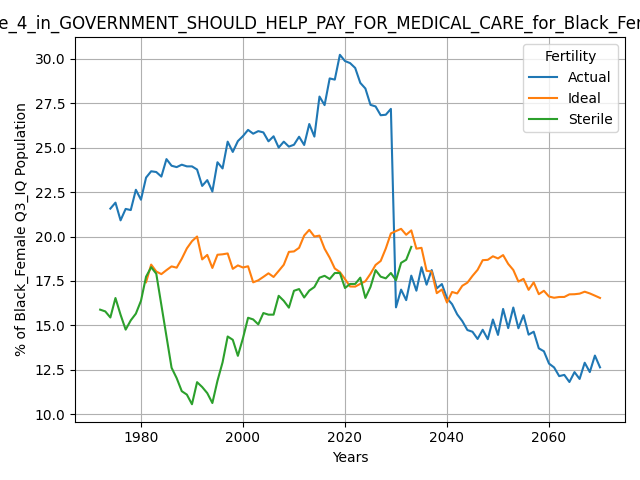 e_4_in_GOVERNMENT_SHOULD_HELP_PAY_FOR_MEDICAL_CARE_for_Black_Fem
Fertility
Actual
Ideal
Sterile
% of Black_Female Q3_IQ Population
30.0
27.5
25.0
22.5
20.0
17.5
15.0
12.5
10.0
1980
2000
2020
2040
2060
Years